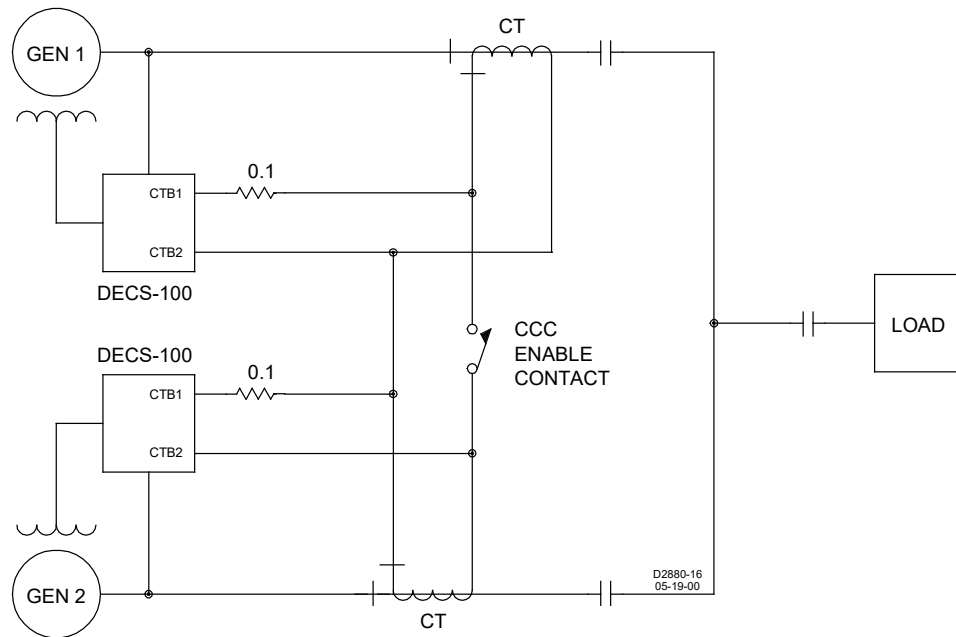 CT
GEN 1
0.1
CTB1
CTB2
DECS-100
CCC
ENABLE
CONTACT
LOAD
DECS-100
0.1
CTB1
CTB2
D2880-16
05-19-00
GEN 2
CT